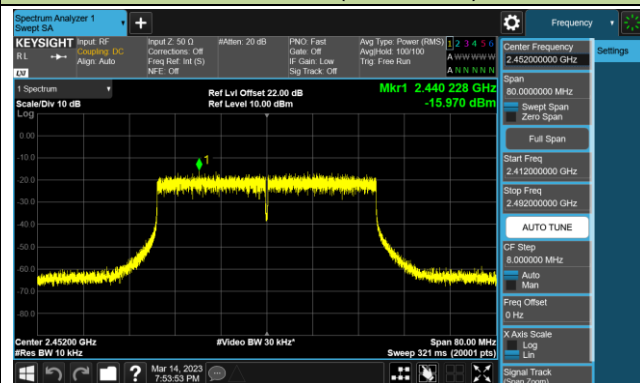 Spectrum Analyzer 1
Swept SA
Frequency
KEYSIGHT
RL
LXI
Input: RF
Coupling: DC
Align: Auto
Input Z: 50 Ω
Corrections: Off
Freq Ref: Int (S)
NFE: Off
#Atten: 20 dB
PNO: Fast
Gate: Off
IF Gain: Low
Sig Track: Off
Avg Type: Power (RMS)
Avg|Hold: 100/100
Trig: Free Run
1 2 3 4 5 6
A W W W W W
A N N N N N
1 Spectrum
Scale/Div 10 dB
Log
Ref Lvl Offset 22.00 dB
Ref Level 10.00 dBm
Mkr1 2.440 228 GHz
-15.970 dBm
0.00
-10.0
-20.0
-30.0
-40.0
-50.0
-60.0
-70.0
-80.0
1
Center 2.45200 GHz
#Res BW 10 kHz
#Video BW 30 kHz*
Span 80.00 MHz
Sweep 321 ms (20001 pts)
Mar 14, 2023
7:53:53 PM
Center Frequency
2.452000000 GHz
Settings
Span
80.0000000 MHz
Swept Span
Zero Span
Full Span
Start Freq
2.412000000 GHz
Stop Freq
2.492000000 GHz
AUTO TUNE
CF Step
8.000000 MHz
Auto
Man
Freq Offset
0 Hz
X Axis Scale
Log
Lin
Signal Track
(Span Zoom)